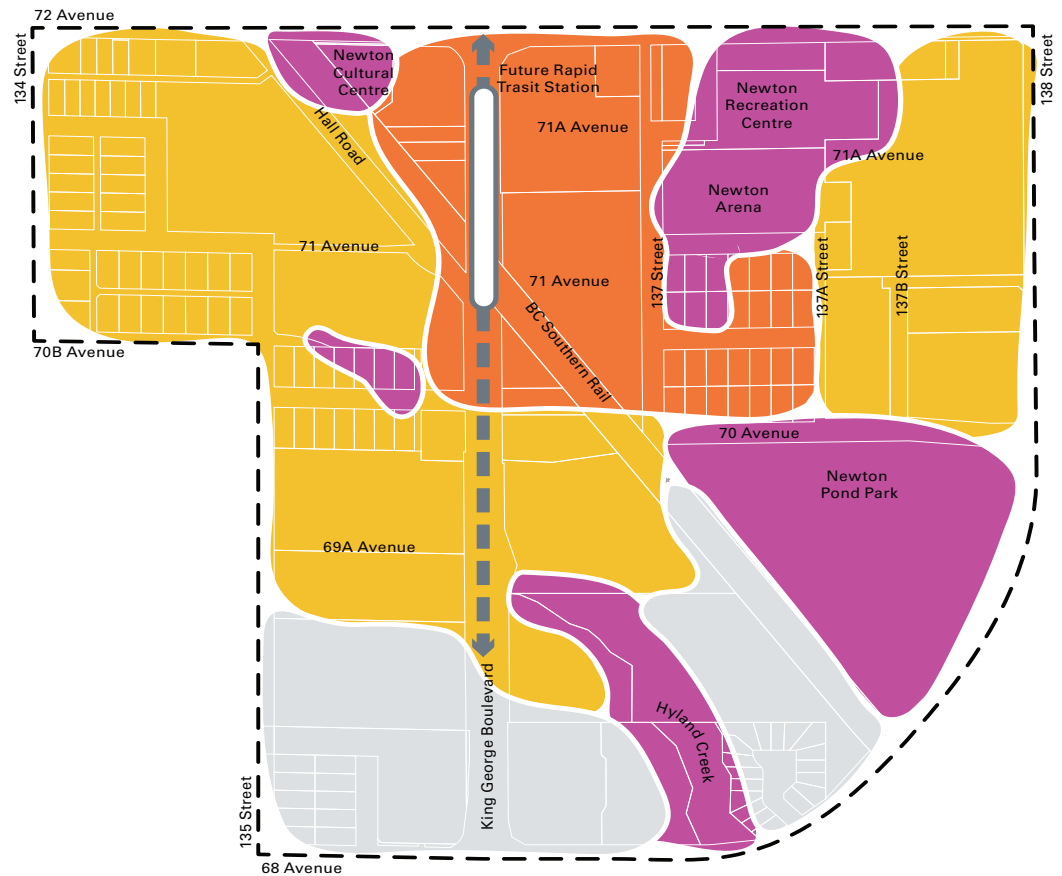 72 Avenue
134 Street
138 Street
Newton
Cultural
Centre
Future Rapid
Trasit Station
Newton
Recreation
Centre
Hall Road
71A Avenue
71A Avenue
Newton
Arena
71 Avenue
71 Avenue
137 Street
137A Street
137B Street
BC Southern Rail
70B Avenue
70 Avenue
Newton
Pond Park
69A Avenue
King George Boulevard
Hyland Creek
135 Street
68 Avenue